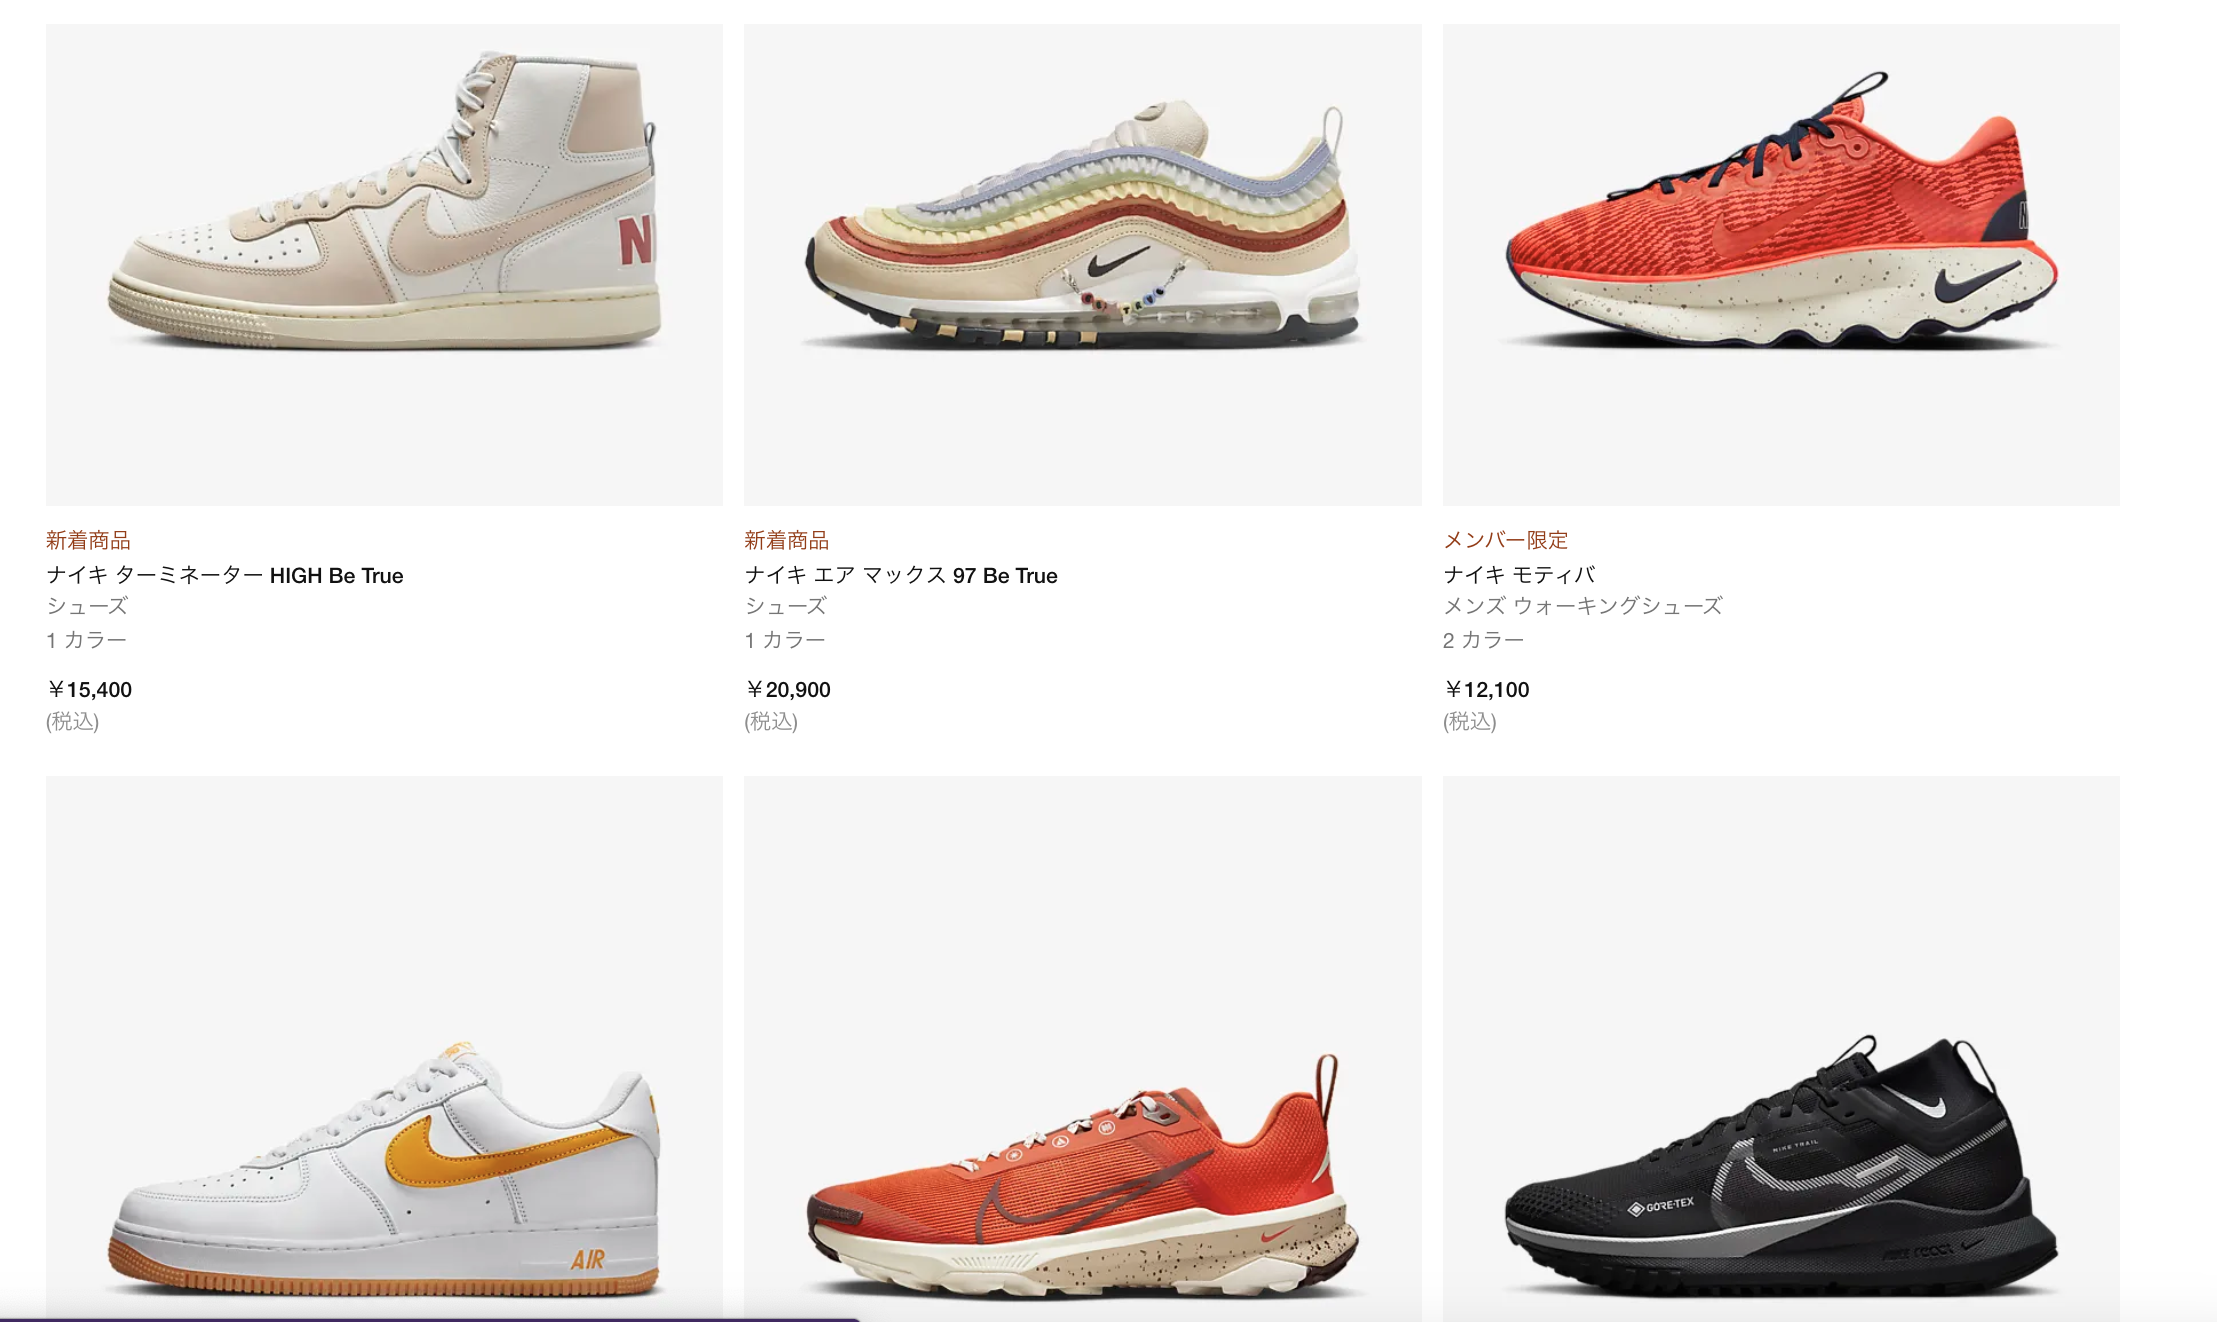 N
新着商品
ナイキ ターミネーター HIGH Be True
シューズ
1 カラー
￥15,400
(税込)
新着商品
ナイキ エア マックス 97 Be True
シューズ
1 カラー
￥20,900
(税込)
メンバー限定
ナイキ モティバ
メンズ ウォーキングシューズ
2 カラー
￥12,100
(税込)
AIR
NIKE TRAIL
GORE-TEX